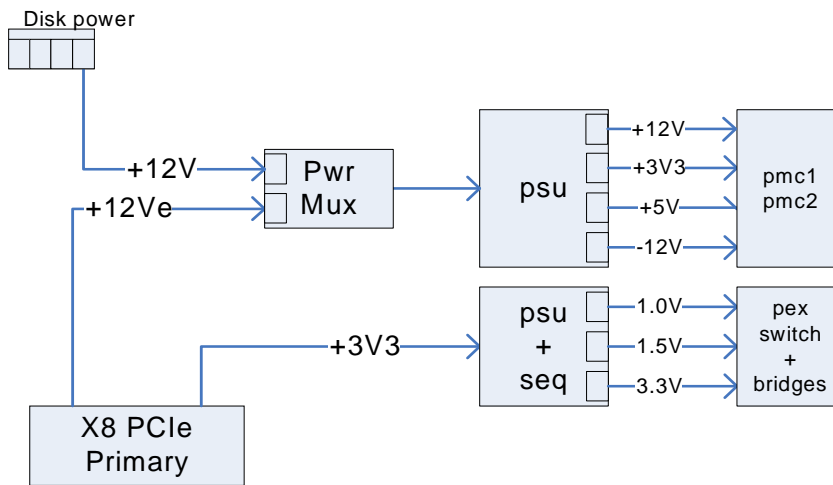 Disk power
+12V
+12Ve
Pwr
Mux
psu
+12V
+3V3
+5V
-12V
pmc1
pmc2
+3V3
psu
+
seq
1.0V
1.5V
3.3V
pex
switch
+
bridges
X8 PCIe
Primary